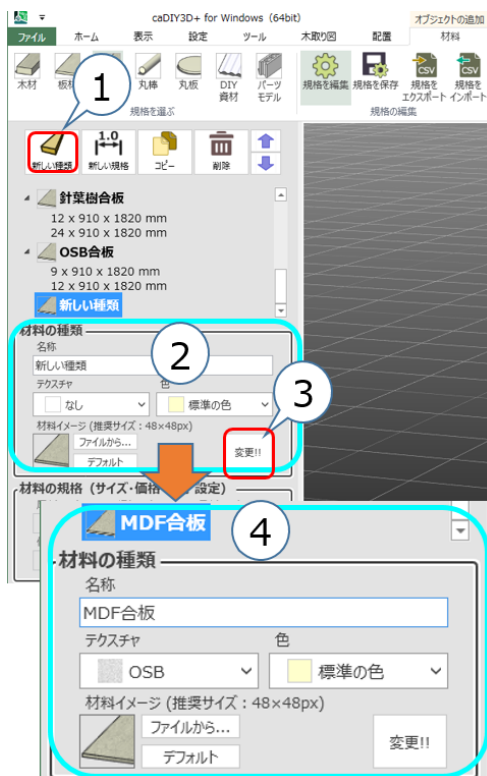 caDIY3D+ for Windows (64bit)
オブジェクトの追加
ファイル ホーム 表示 設定 ツール 木取り図 配置 材料
木材 丸棒 丸板 DIY資材 パーツモデル 規格を編集 規格を保存 規格をエクスポート 規格をインポート
規格を選ぶ 規格の編集
1
1.0
新しい種類 新しい規格 コピー 削除
針葉樹合板
12 x 910 x 1820 mm
24 x 910 x 1820 mm
OSB合板
9 x 910 x 1820 mm
12 x 910 x 1820 mm
新しい種類
材料の種類
2
名称
新しい種類
3
テクスチャ 色
なし 標準の色
材料イメージ (推奨サイズ:48×48px)
ファイルから...
変更!!
デフォルト
材料の規格 (サイズ・価格 設定)
MDF合板
4
材料の種類
名称
MDF合板
テクスチャ 色
OSB 標準の色
材料イメージ (推奨サイズ:48×48px)
ファイルから...
変更!!
デフォルト